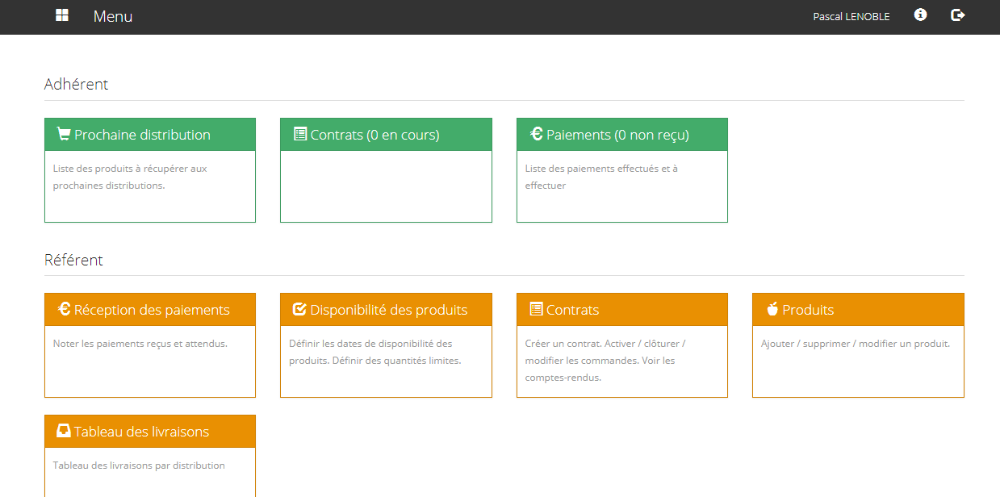 Menu
Pascal LENOBLE
Adhérent
Prochaine distribution
Liste des produits à récupérer aux
prochaines distributions.
Contrats (0 en cours)
€ Paiements (0 non reçu)
Liste des paiements effectués et à
effectuer
Référent
€ Réception des paiements
Noter les paiements reçus et attendus.
Disponibilité des produits
Définir les dates de disponibilité des
produits. Définir des quantités limites.
Contrats
Créer un contrat. Activer / clôturer /
modifier les commandes. Voir les
comptes-rendus.
Produits
Ajouter / supprimer / modifier un produit.
Tableau des livraisons
Tableau des livraisons par distribution